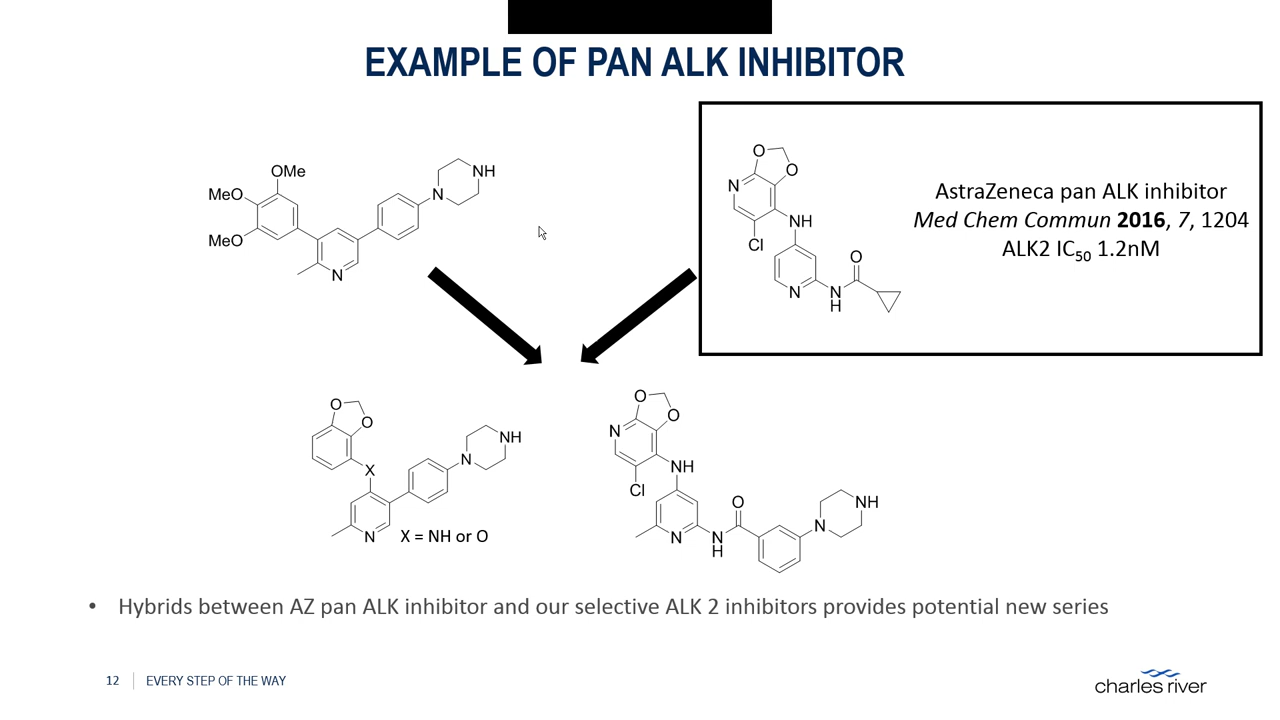 EXAMPLE OF PAN ALK INHIBITOR
OMe
MeO
MeO
N
NH
N
O
O
N
NH
Cl
N
N
H
O
AstraZeneca pan ALK inhibitor
Med Chem Commun 2016, 7, 1204
ALK2 IC50 1.2nM
O
O
X
N
NH
N
X = NH or O
O
O
N
NH
Cl
N
N
H
O
N
NH
• Hybrids between AZ pan ALK inhibitor and our selective ALK 2 inhibitors provides potential new series
12 EVERY STEP OF THE WAY
charles river